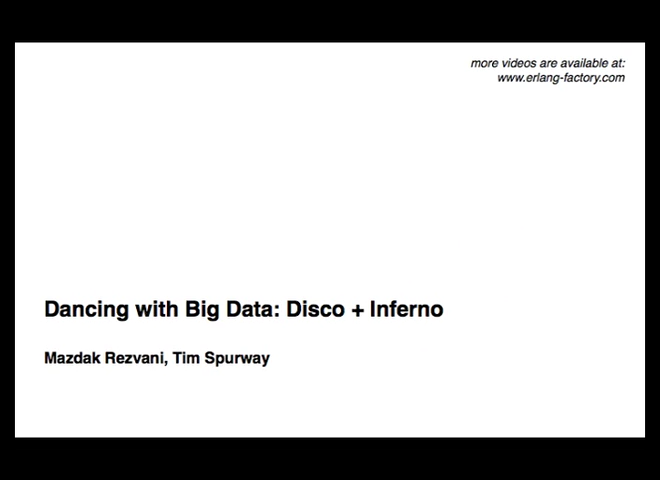 more videos are available at:
www.erlang-factory.com
Dancing with Big Data: Disco + Inferno
Mazdak Rezvani, Tim Spurway